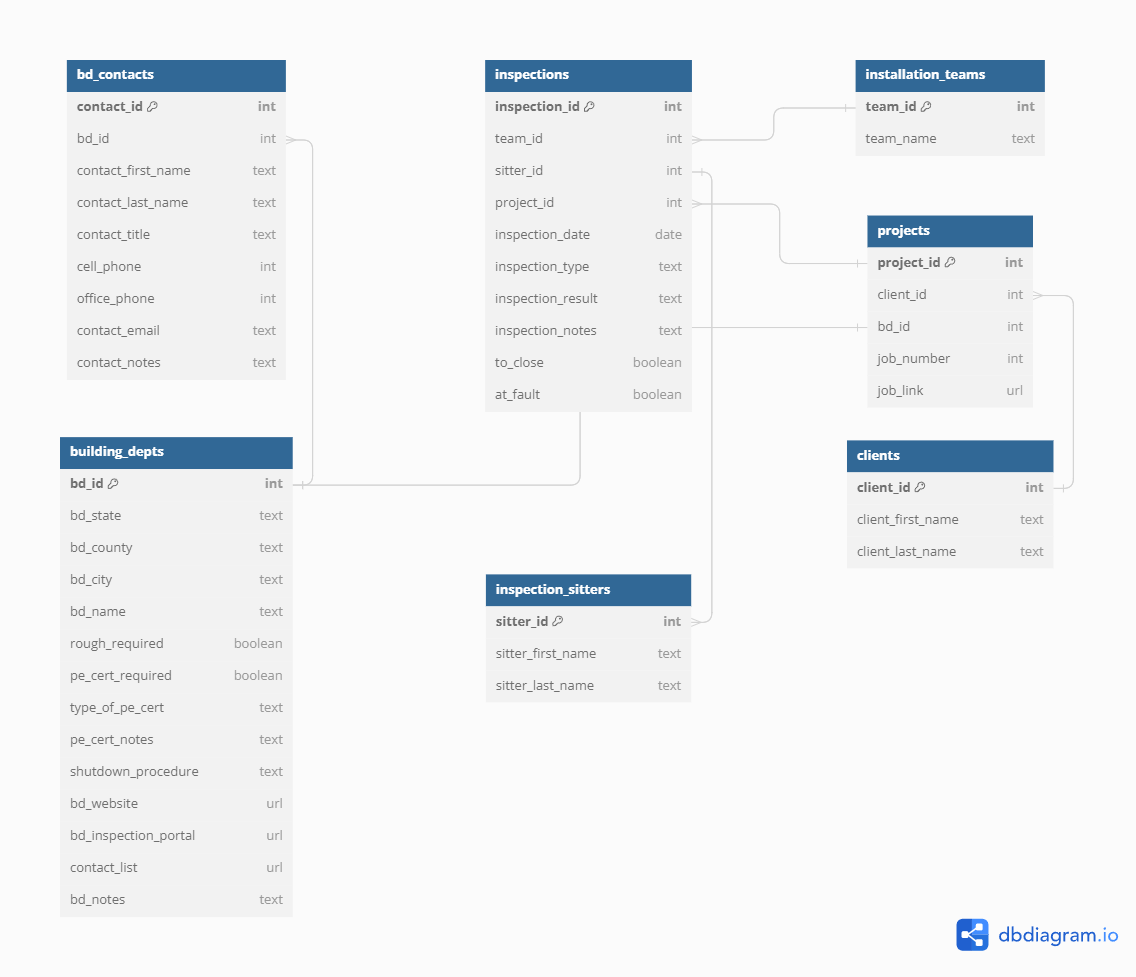 bd_contacts
contact_id int
bd_id int
contact_first_name text
contact_last_name text
contact_title text
cell_phone int
office_phone int
contact_email text
contact_notes text
building_depts
bd_id int
bd_state text
bd_county text
bd_city text
bd_name text
rough_required boolean
pe_cert_required boolean
type_of_pe_cert text
pe_cert_notes text
shutdown_procedure text
bd_website url
bd_inspection_portal url
contact_list url
bd_notes text
inspections
inspection_id int
team_id int
sitter_id int
project_id int
inspection_date date
inspection_type text
inspection_result text
inspection_notes text
to_close boolean
at_fault boolean
inspection_sitters
sitter_id int
sitter_first_name text
sitter_last_name text
installation_teams
team_id int
team_name text
projects
project_id int
client_id int
bd_id int
job_number int
job_link url
clients
client_id int
client_first_name text
client_last_name text
dbdiagram.io